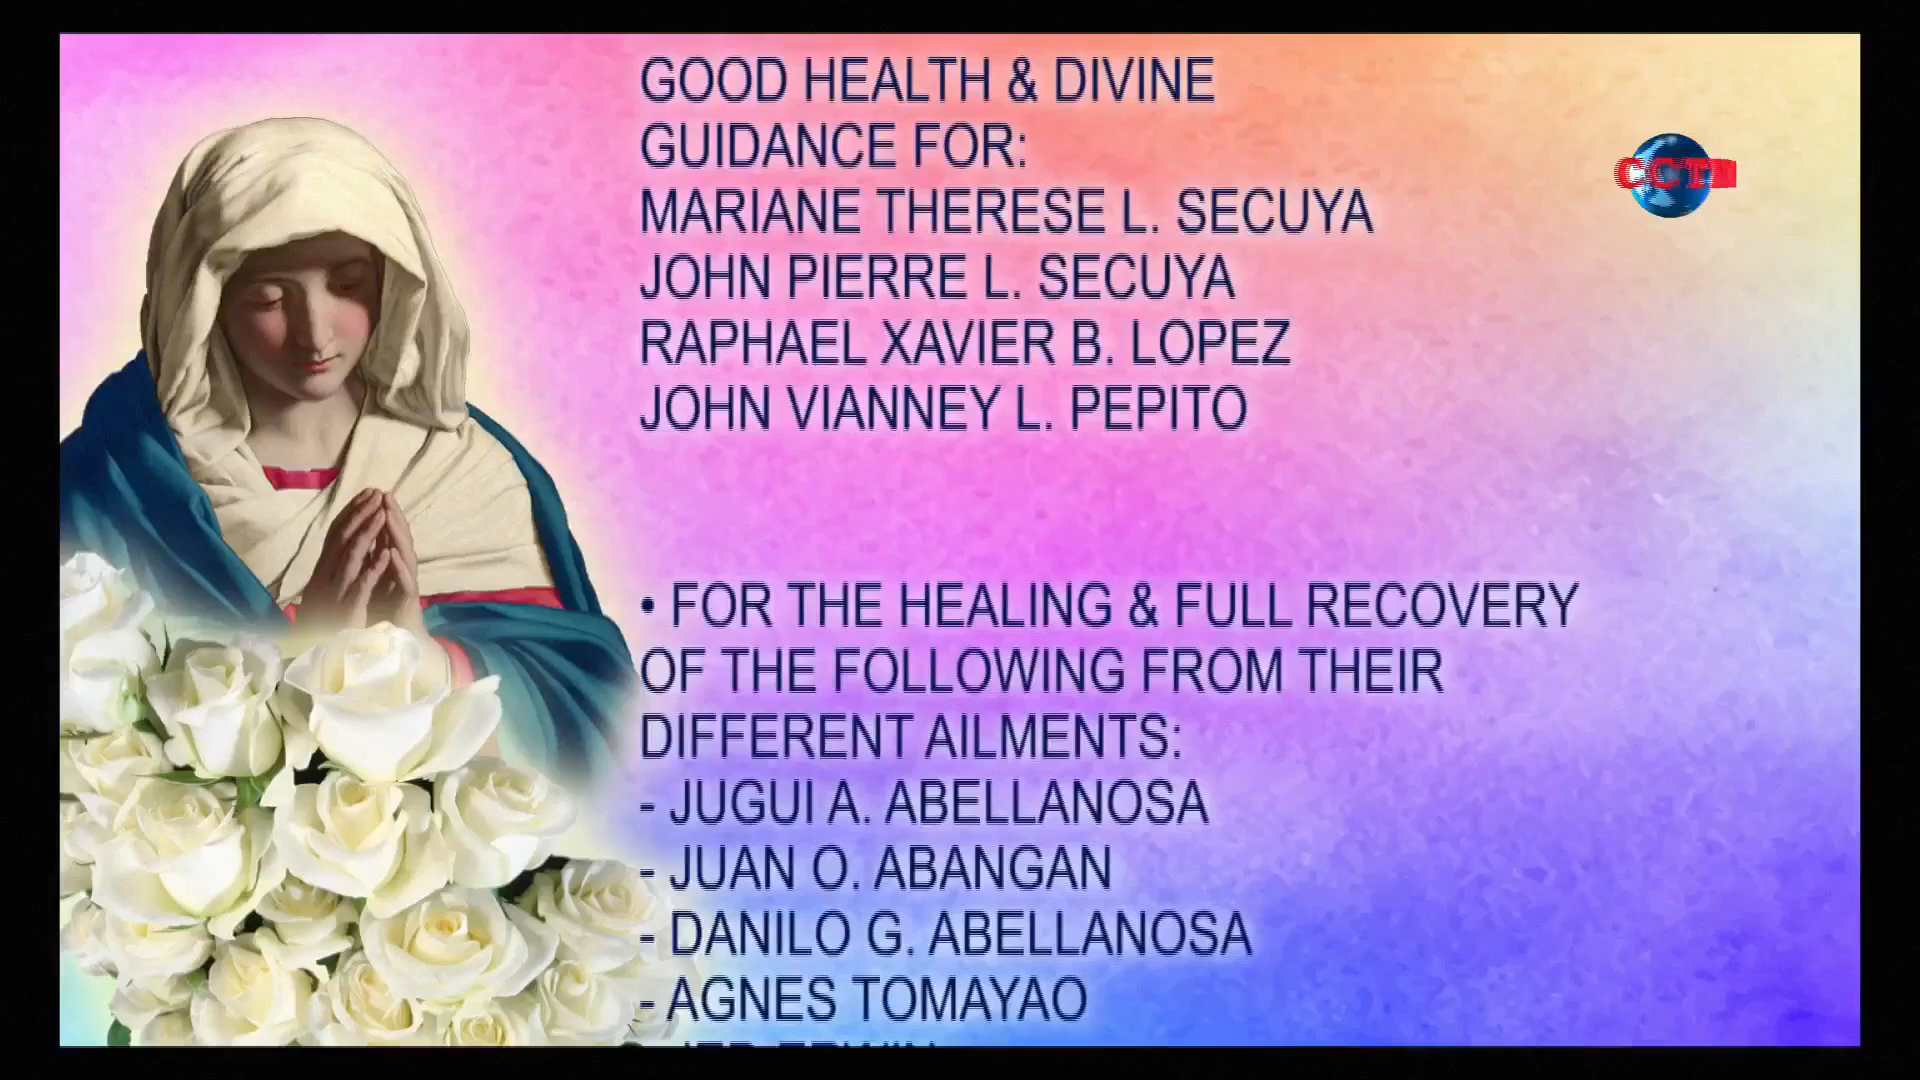 GOOD HEALTH & DIVINE
GUIDANCE FOR:
MARIANE THERESE L. SECUYA
JOHN PIERRE L. SECUYA
RAPHAEL XAVIER B. LOPEZ
JOHN VIANNEY L. PEPITO
• FOR THE HEALING & FULL RECOVERY
OF THE FOLLOWING FROM THEIR
DIFFERENT AILMENTS:
- JUGUI A. ABELLANOSA
- JUAN O. ABANGAN
- DANILO G. ABELLANOSA
- AGNES TOMAYAO